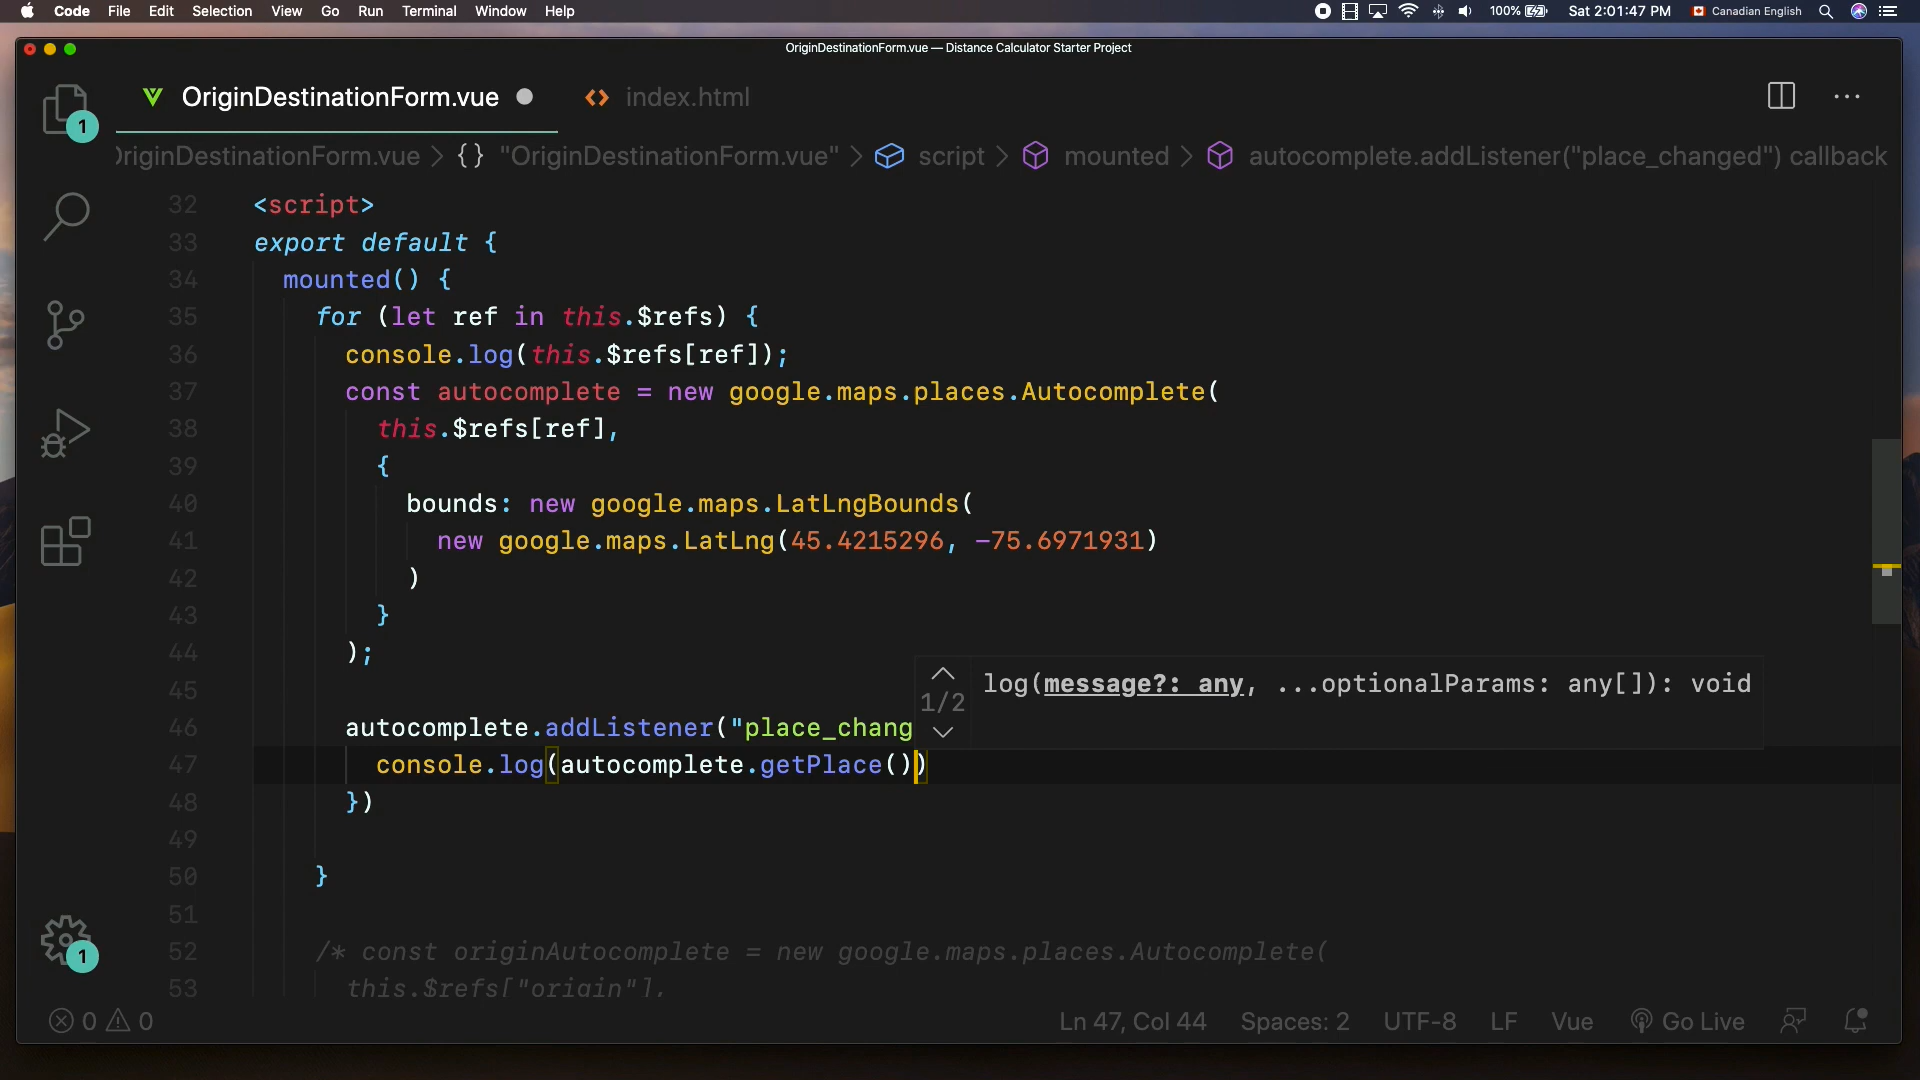 Code File Edit Selection View Go Run Terminal Window Help 100% Sat 2:01:47 PM Canadian English
OriginDestinationForm.vue — Distance Calculator Starter Project
OriginDestinationForm.vue index.html
1
OriginDestinationForm.vue > {} "OriginDestinationForm.vue" > script > mounted > autocomplete.addListener("place_changed") callback
32 <script>
33 export default {
34 mounted() {
35 for (let ref in this.$refs) {
36 console.log(this.$refs[ref]);
37 const autocomplete = new google.maps.places.Autocomplete(
38 this.$refs[ref],
39 {
40 bounds: new google.maps.LatLngBounds(
41 new google.maps.LatLng(45.4215296, -75.6971931)
42 )
43 }
44 );
45
log(message?: any, ...optionalParams: any[]): void
1/2
46 autocomplete.addListener("place_chang
47 console.log(autocomplete.getPlace())
48 })
49
50 }
51
52 /* const originAutocomplete = new google.maps.places.Autocomplete(
1
53 this.$refs["origin"],
0 0 Ln 47, Col 44 Spaces: 2 UTF-8 LF Vue Go Live